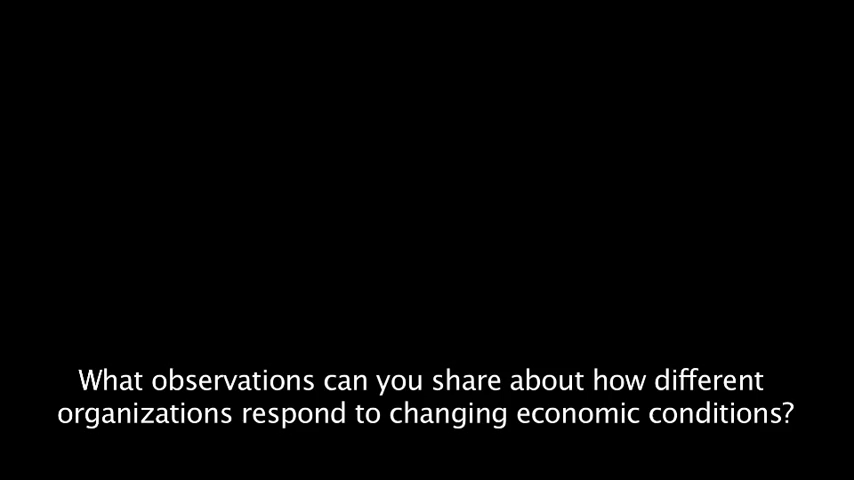 What observations can you share about how different
organizations respond to changing economic conditions?